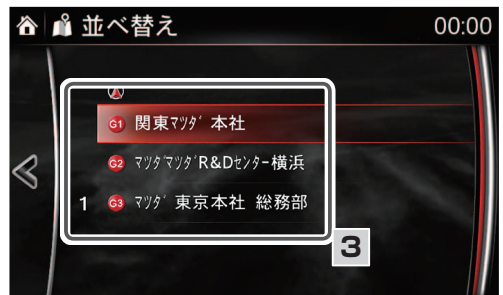 並べ替え 00:00
G1 関東ﾏﾂﾀﾞ 本社
G2 ﾏﾂﾀﾞﾏﾂﾀﾞR&Dｾﾝﾀｰ横浜
1 G3 ﾏﾂﾀﾞ 東京本社 総務部
3